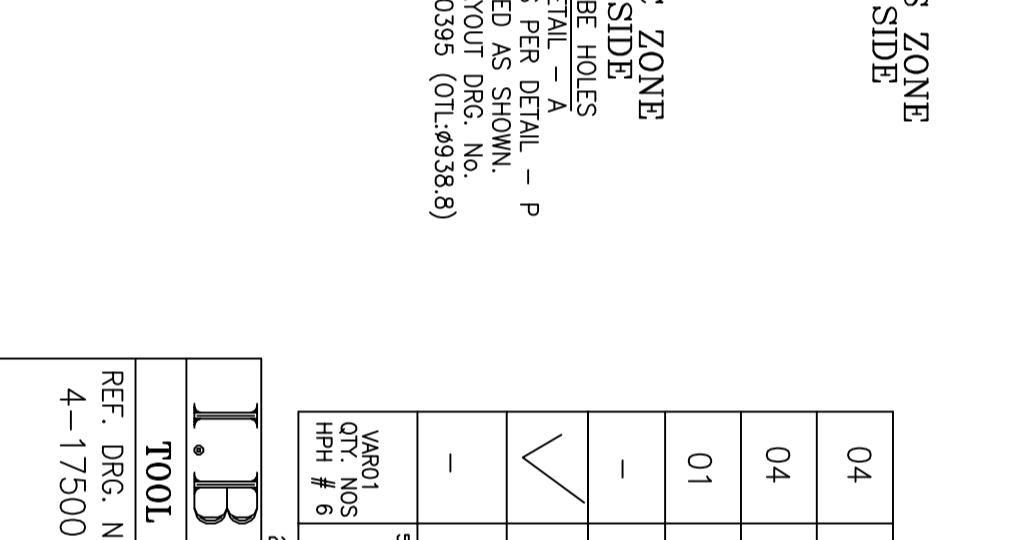 ZONE
SIDE
ZONE
SIDE
BE HOLES
ETAIL – A
PER DETAIL – P
ED AS SHOWN.
YOUT DRG. No.
0395 (OTL:ø938.8)
04
04
01
–
–
VAR01
QTY. NOS
HPH # 6
I.B
TOOL
REF. DRG. N
4–17500